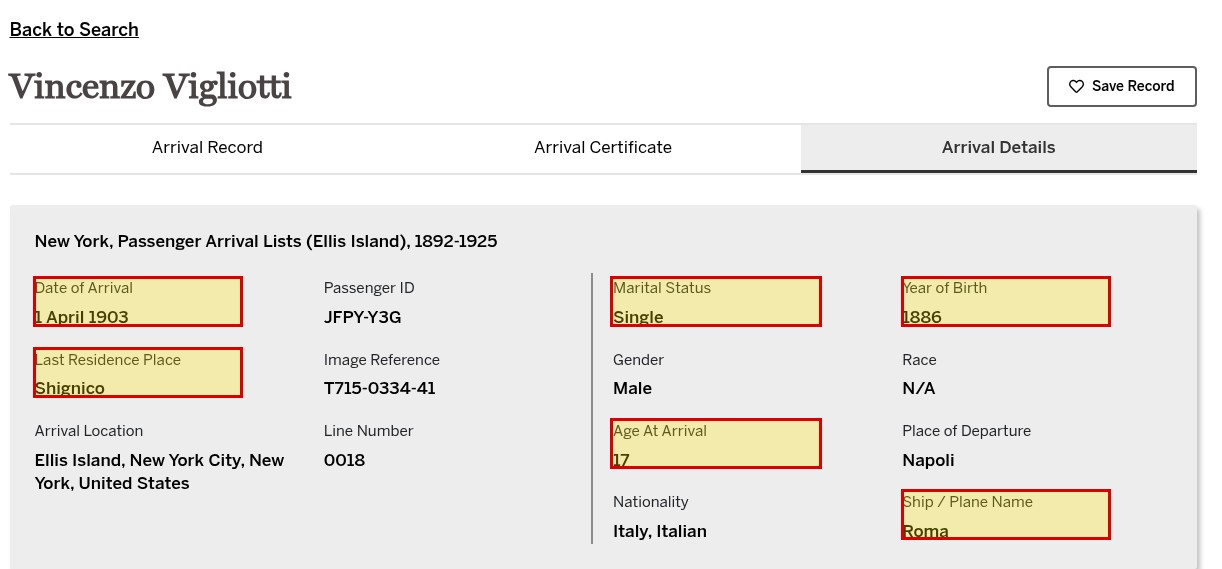 Back to Search
Vincenzo Vigliotti
Save Record
Arrival Record
Arrival Certificate
Arrival Details
New York, Passenger Arrival Lists (Ellis Island), 1892-1925
Date of Arrival
1 April 1903
Passenger ID
JFPY-Y3G
Marital Status
Single
Year of Birth
1886
Last Residence Place
Shignico
Image Reference
T715-0334-41
Gender
Male
Race
N/A
Arrival Location
Ellis Island, New York City, New
York, United States
Line Number
0018
Age At Arrival
17
Place of Departure
Napoli
Nationality
Italy, Italian
Ship / Plane Name
Roma